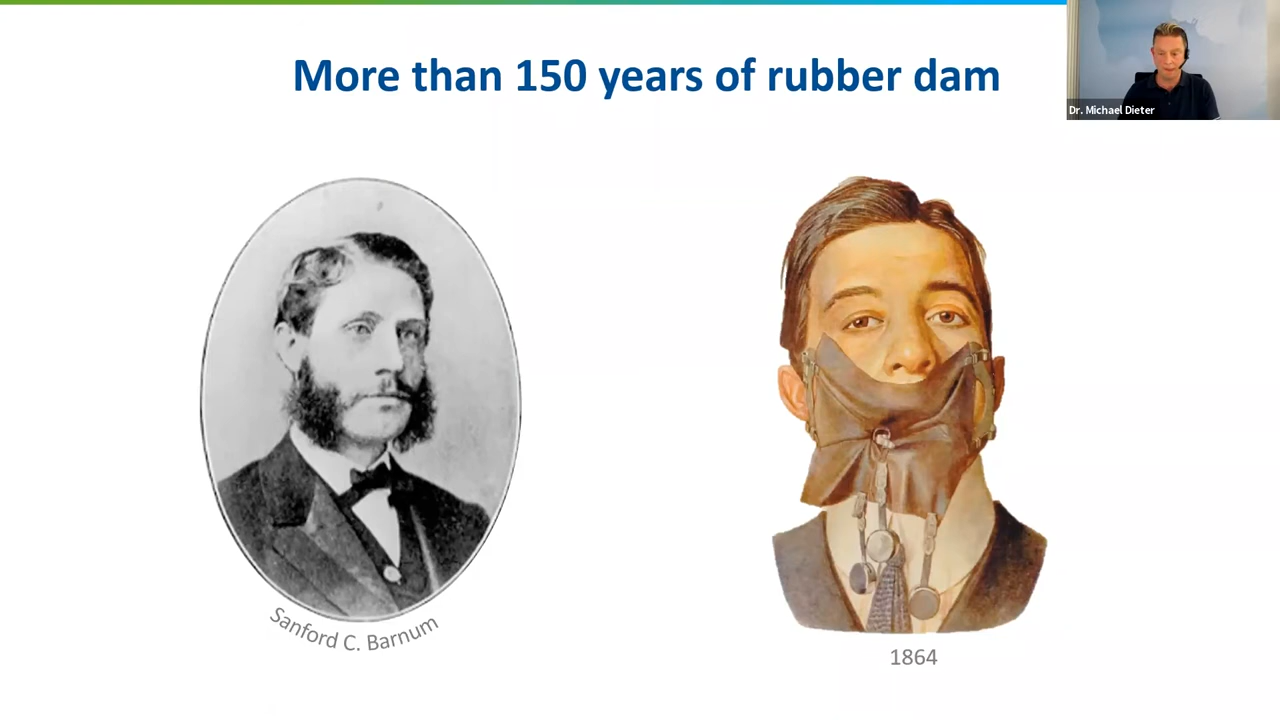 More than 150 years of rubber dam
Dr. Michael Dieter
Sanford C. Barnum
1864